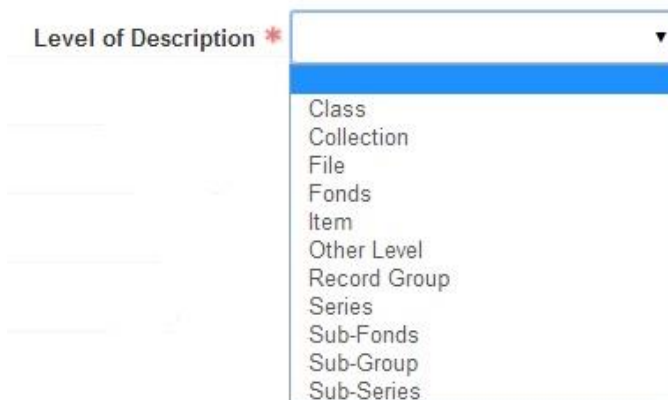 Level of Description *
Class
Collection
File
Fonds
Item
Other Level
Record Group
Series
Sub-Fonds
Sub-Group
Sub-Series